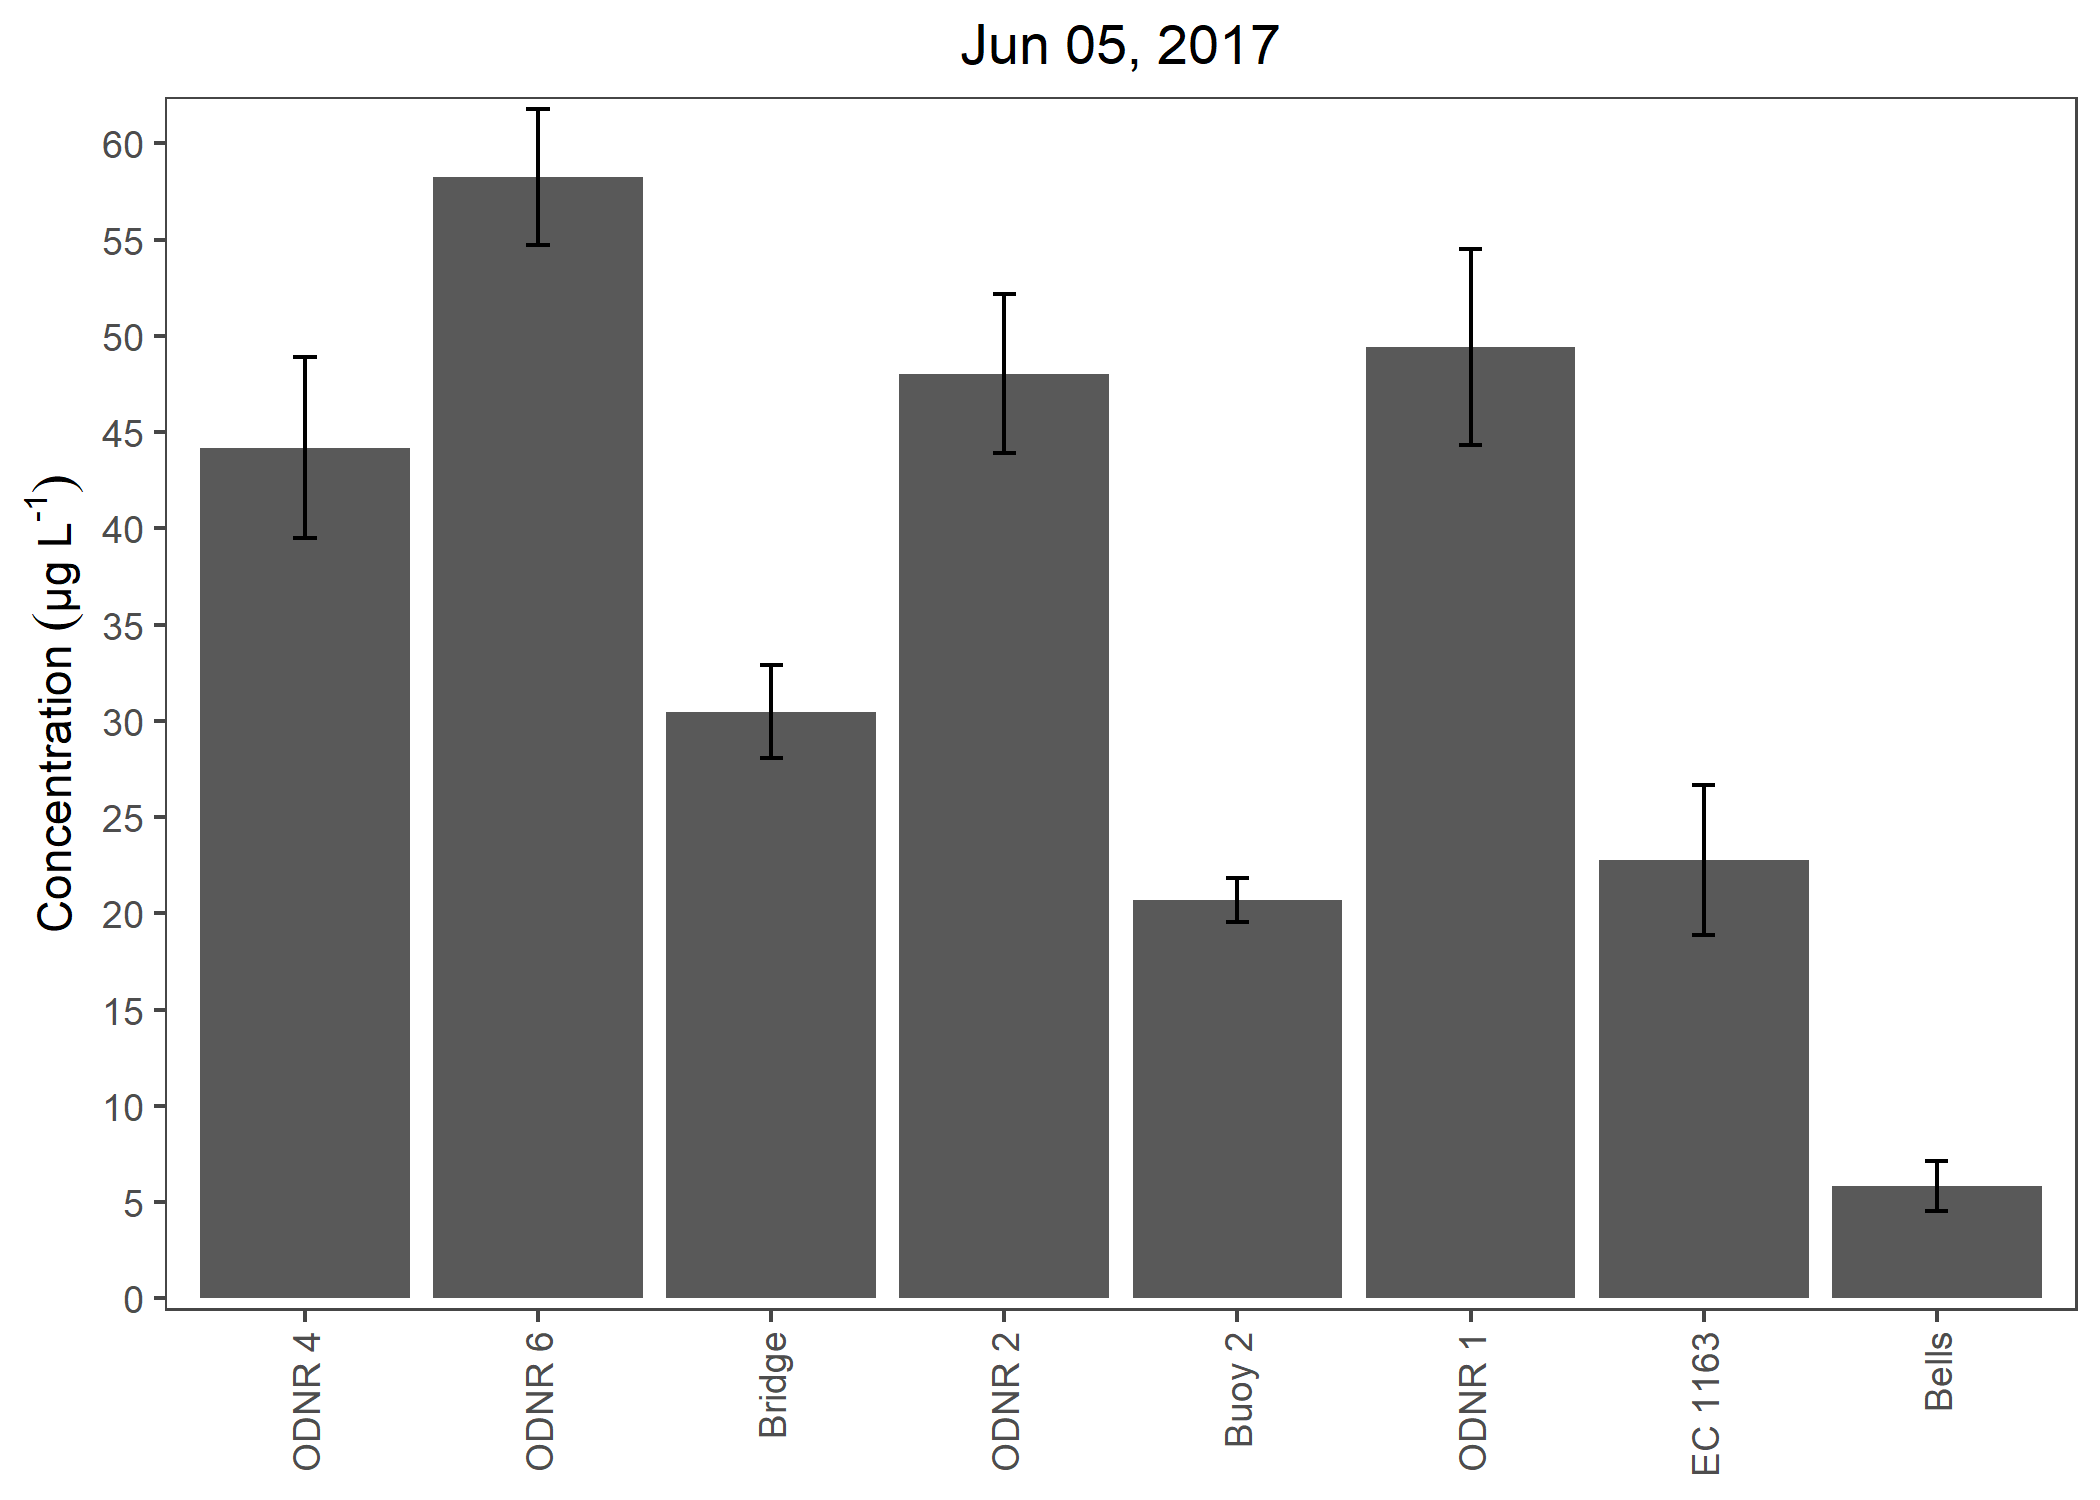 Jun 05, 2017
Concentration (µg L⁻¹)
60
55
50
45
40
35
30
25
20
15
10
5
0
ODNR 4
ODNR 6
Bridge
ODNR 2
Buoy 2
ODNR 1
EC 1163
Bells